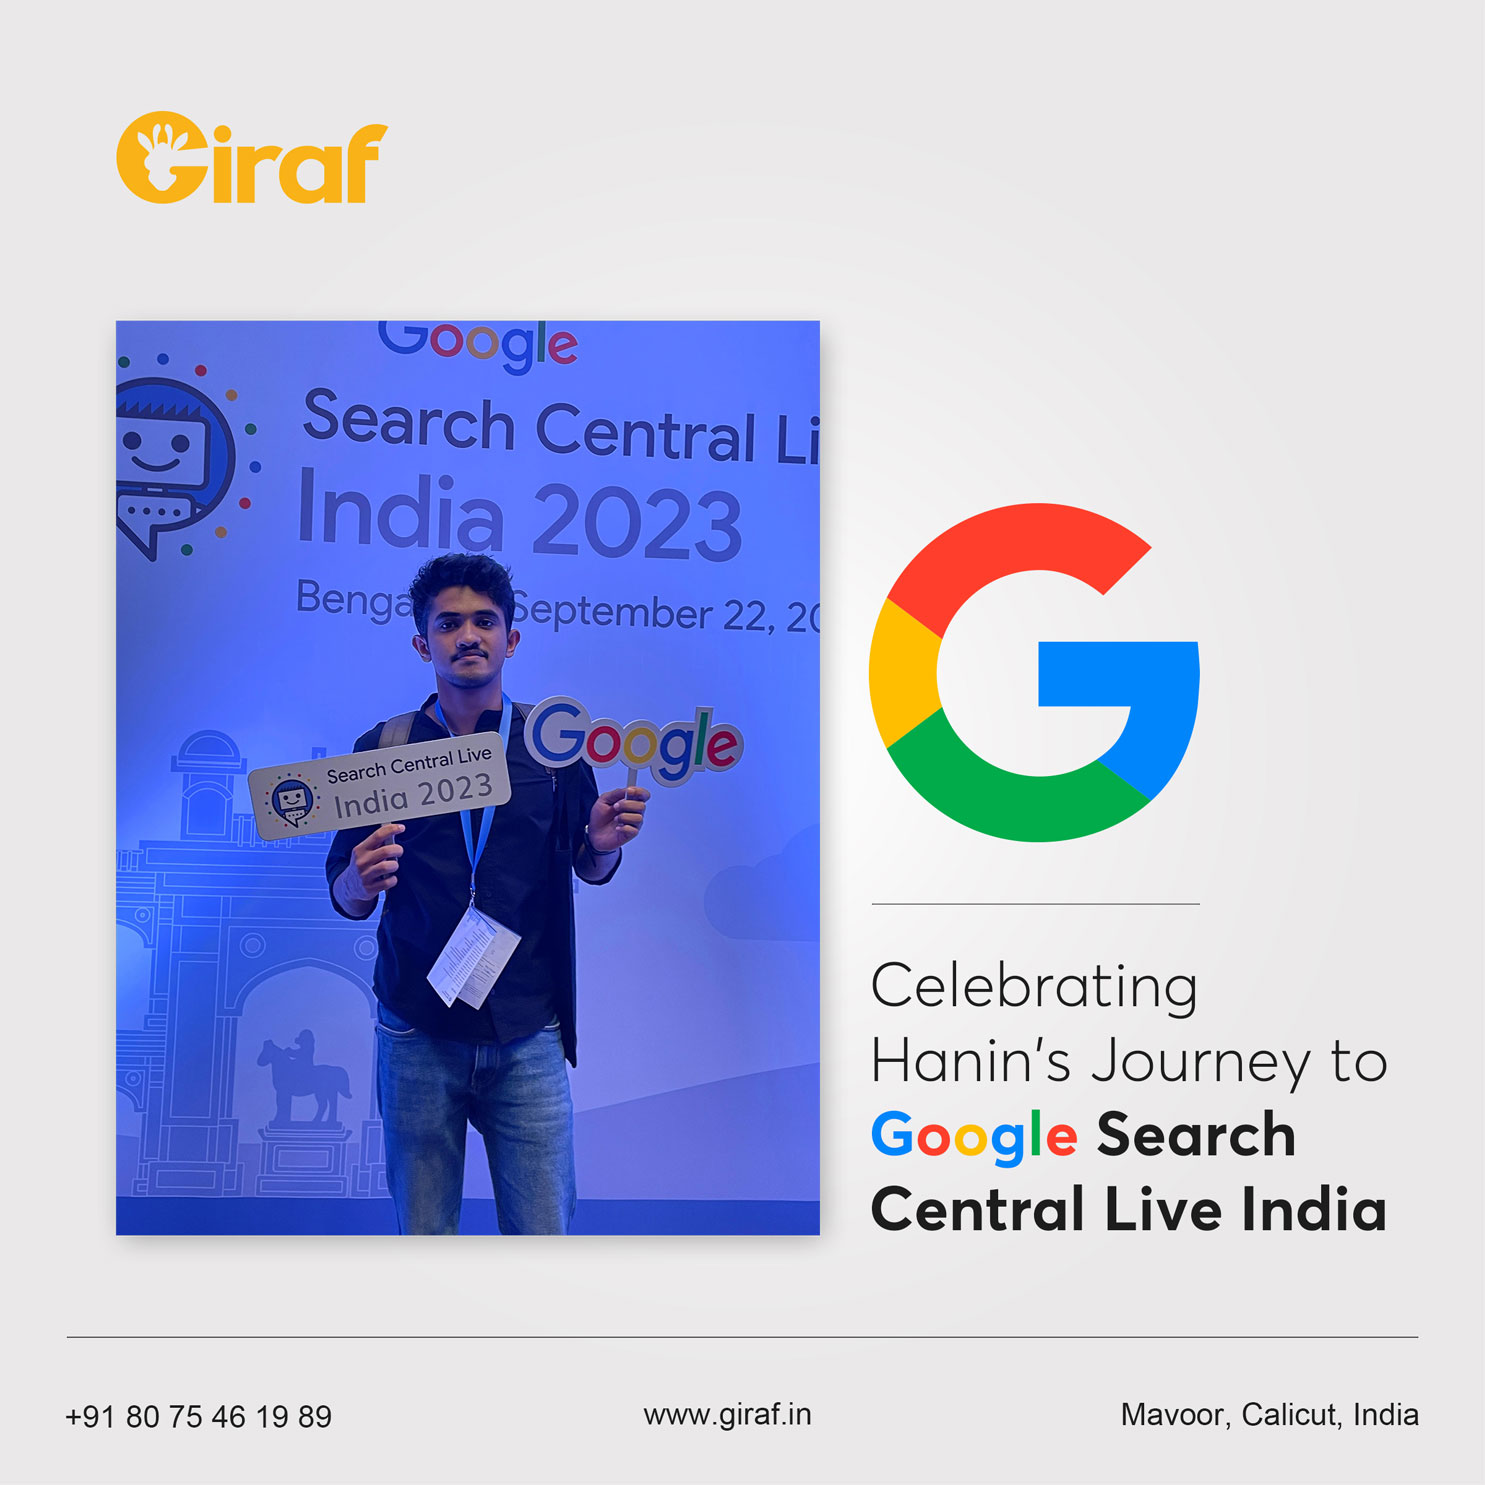 Giraf
Google
Search Central Li
India 2023
Benga September 22, 20
Search Central Live
India 2023
Google
Celebrating
Hanin's Journey to
Google Search
Central Live India
+91 80 75 46 19 89
www.giraf.in
Mavoor, Calicut, India